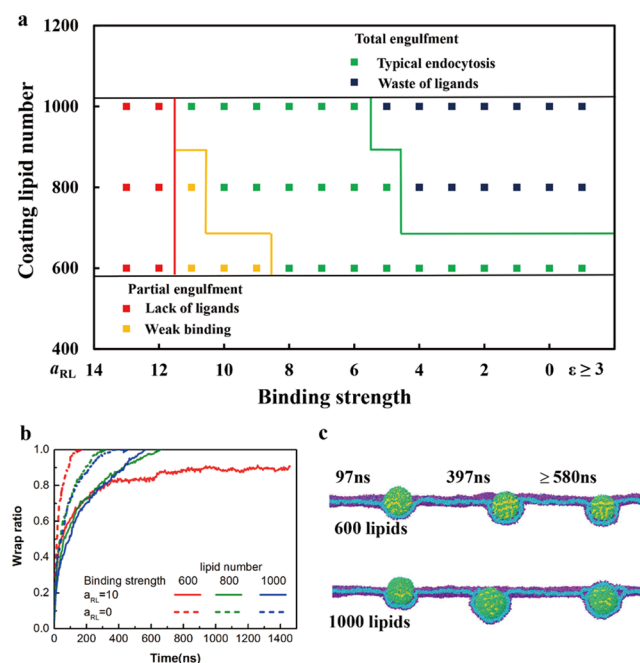 a
1200
1000
800
600
400
Coating lipid number
Total engulfment
Typical endocytosis
Waste of ligands
Partial engulfment
Lack of ligands
Weak binding
aRL 14 12 10 8 6 4 2 0 ε ≥ 3
Binding strength
b
1.0
0.8
0.6
0.4
0.2
0.0
Wrap ratio
lipid number
Binding strength 600 800 1000
aRL=10
aRL=0
0 200 400 600 800 1000 1200 1400
Time(ns)
c
97ns 397ns ≥ 580ns
600 lipids
1000 lipids